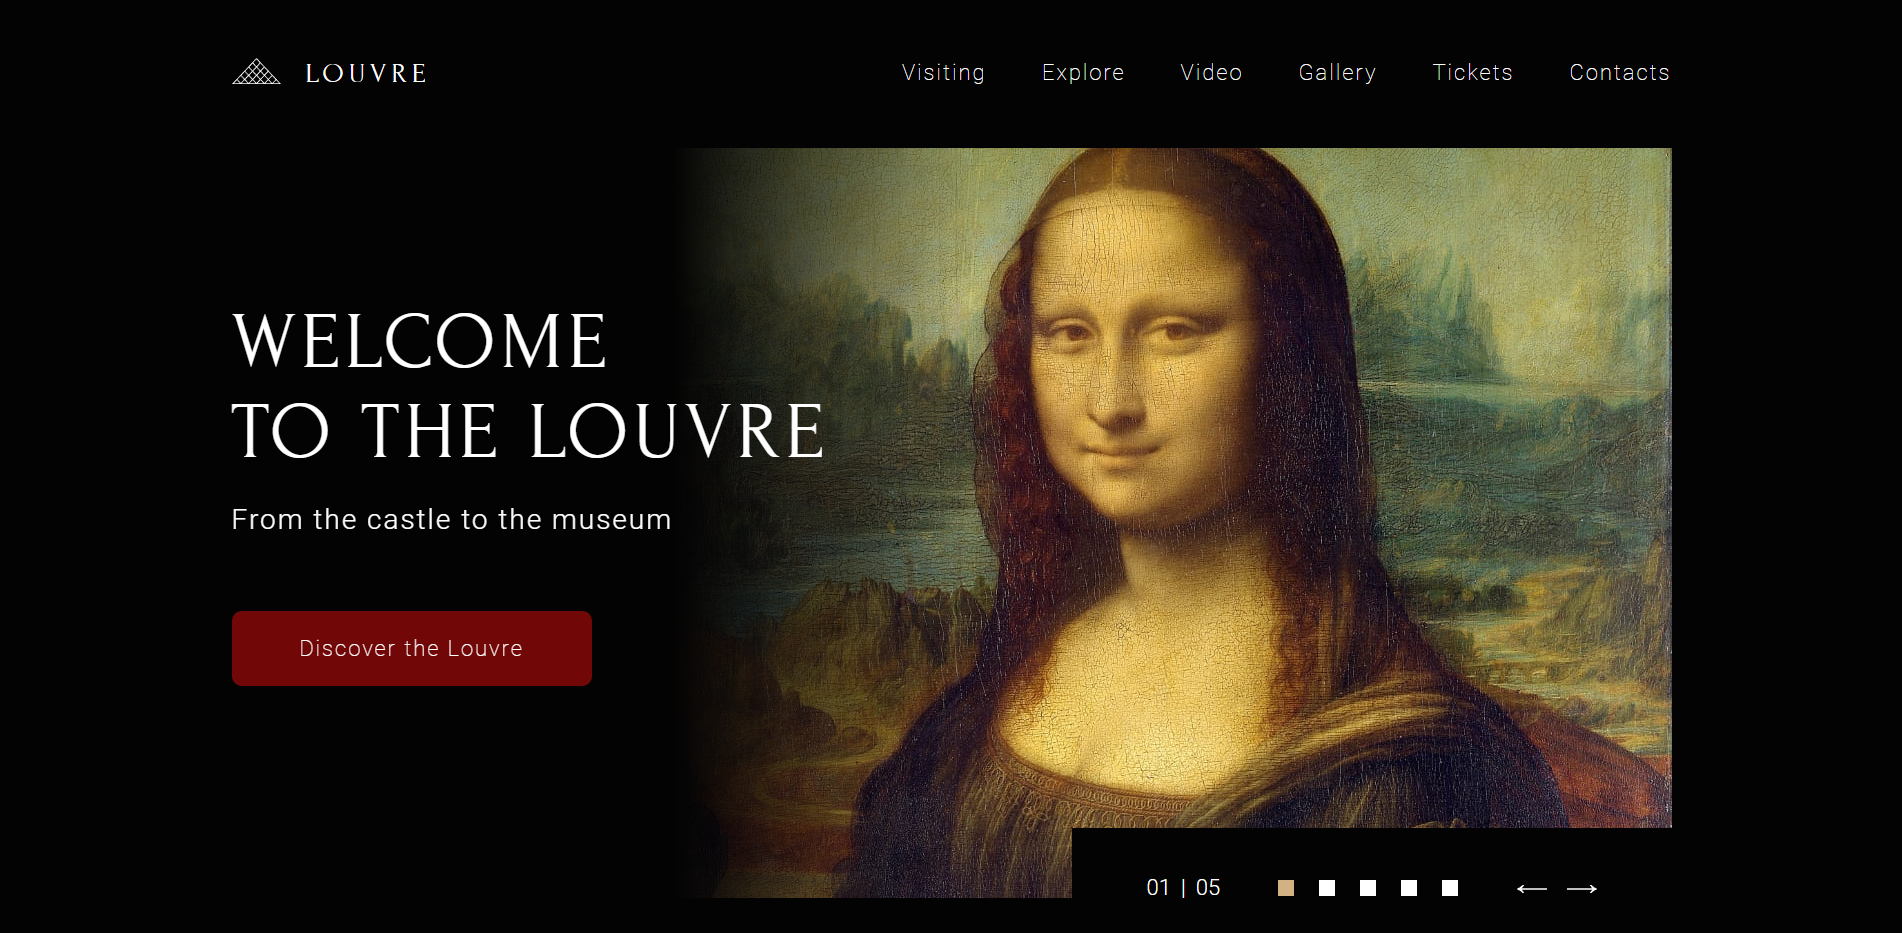 LOUVRE
Visiting Explore Video Gallery Tickets Contacts
WELCOME
TO THE LOUVRE
From the castle to the museum
Discover the Louvre
01 | 05